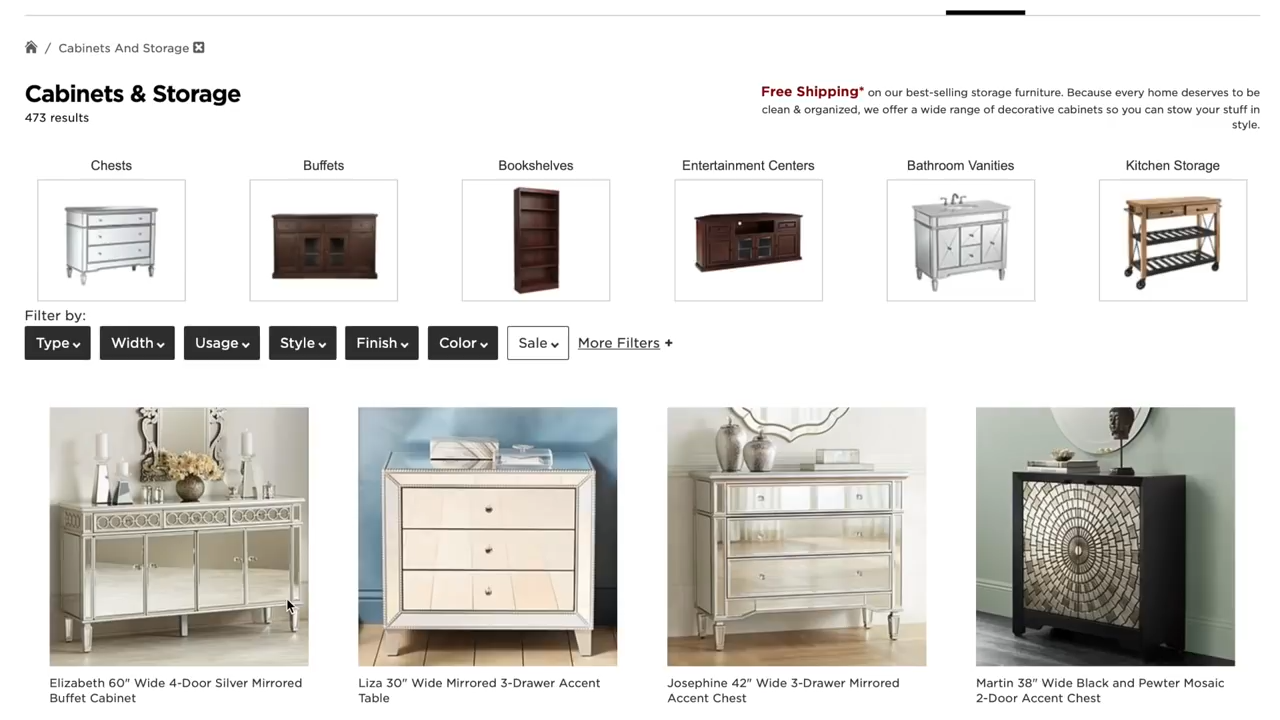 / Cabinets And Storage
Cabinets & Storage
473 results
Free Shipping* on our best-selling storage furniture. Because every home deserves to be
clean & organized, we offer a wide range of decorative cabinets so you can stow your stuff in
style.
Chests
Buffets
Bookshelves
Entertainment Centers
Bathroom Vanities
Kitchen Storage
Filter by:
Type
Width
Usage
Style
Finish
Color
Sale
More Filters +
Elizabeth 60" Wide 4-Door Silver Mirrored
Buffet Cabinet
Liza 30" Wide Mirrored 3-Drawer Accent
Table
Josephine 42" Wide 3-Drawer Mirrored
Accent Chest
Martin 38" Wide Black and Pewter Mosaic
2-Door Accent Chest